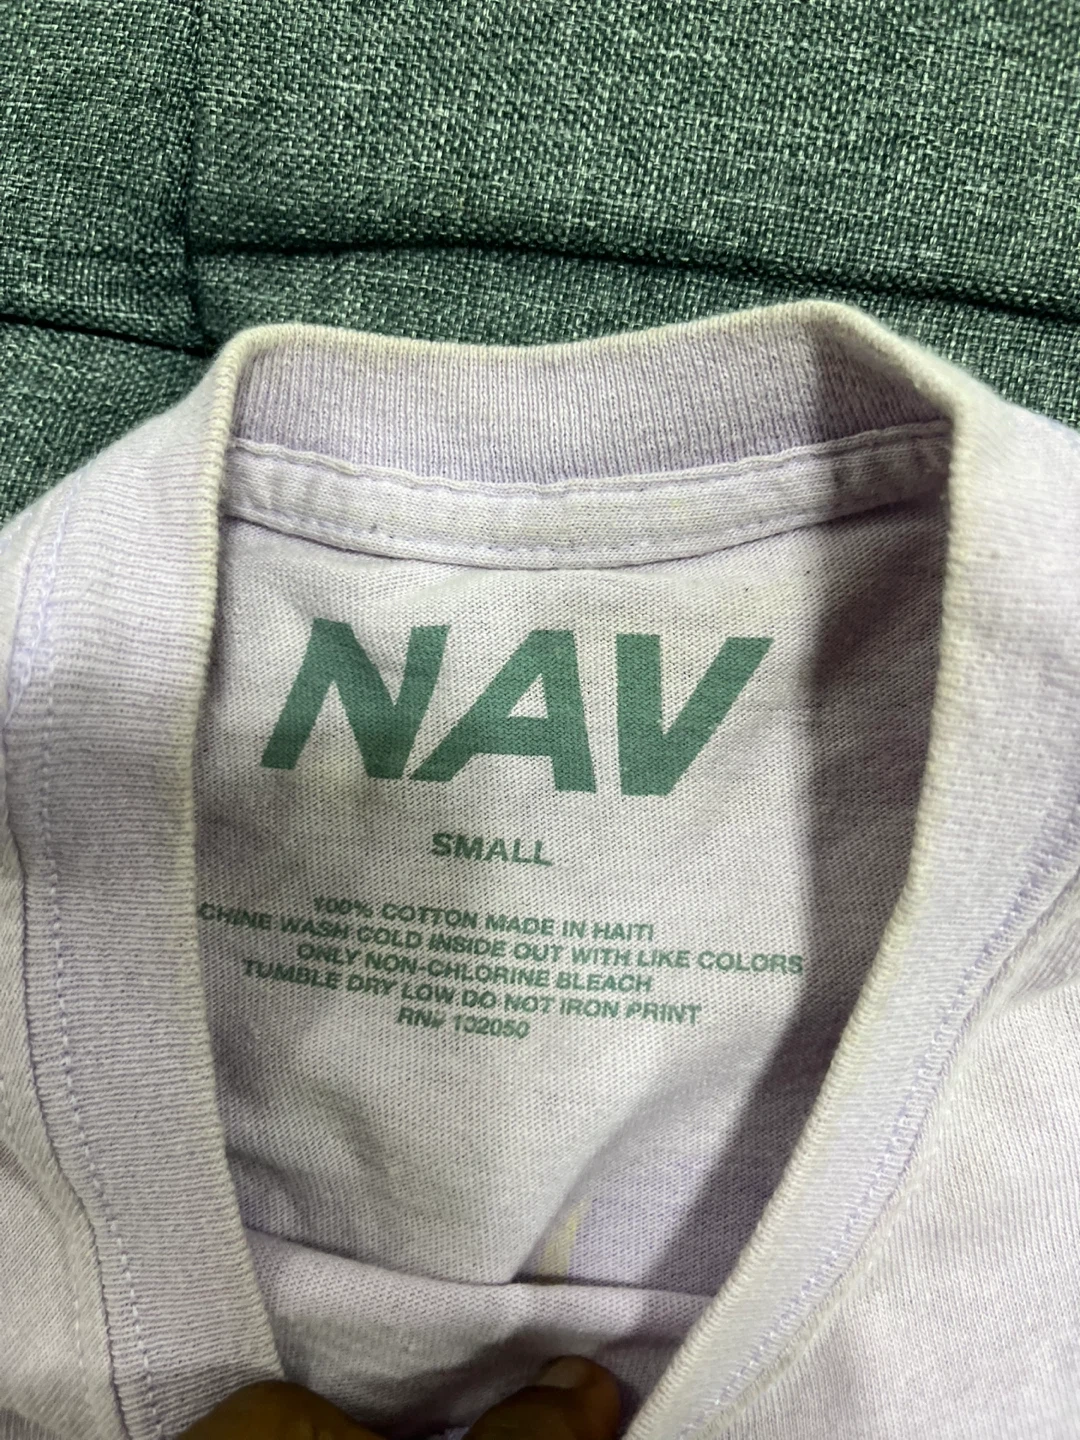 NAV
SMALL
100% COTTON MADE IN HAITI
CHINE WASH COLD INSIDE OUT WITH LIKE COLORS
ONLY NON-CHLORINE BLEACH
TUMBLE DRY LOW DO NOT IRON PRINT
RN# 132050